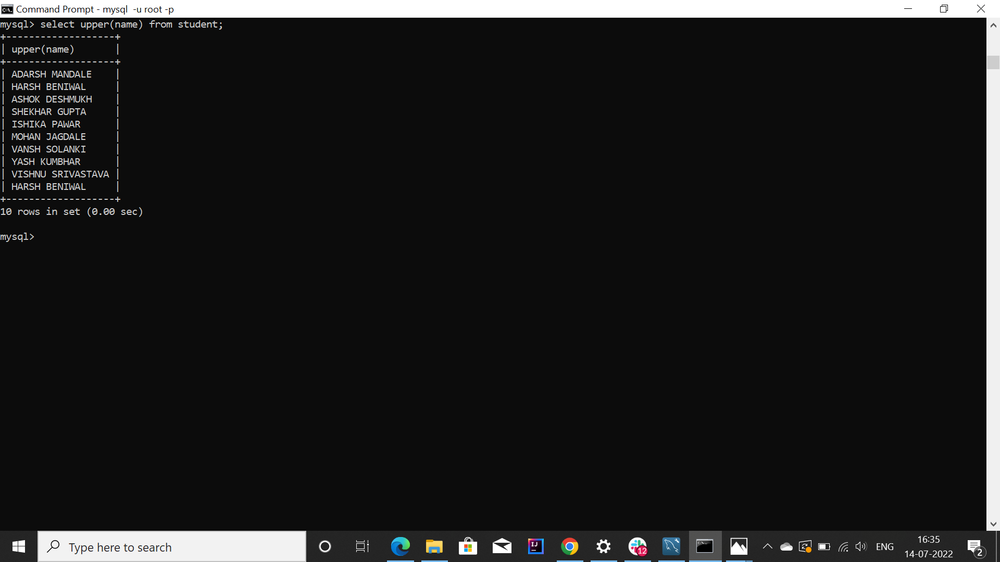 Command Prompt - mysql  -u root -p
mysql> select upper(name) from student;
+-------------------+
| upper(name)       |
+-------------------+
| ADARSH MANDALE    |
| HARSH BENIWAL     |
| ASHOK DESHMUKH    |
| SHEKHAR GUPTA     |
| ISHIKA PAWAR      |
| MOHAN JAGDALE     |
| VANSH SOLANKI     |
| YASH KUMBHAR      |
| VISHNU SRIVASTAVA |
| HARSH BENIWAL     |
+-------------------+
10 rows in set (0.00 sec)
mysql>
Type here to search
IJ
12
ENG
16:35
14-07-2022
2